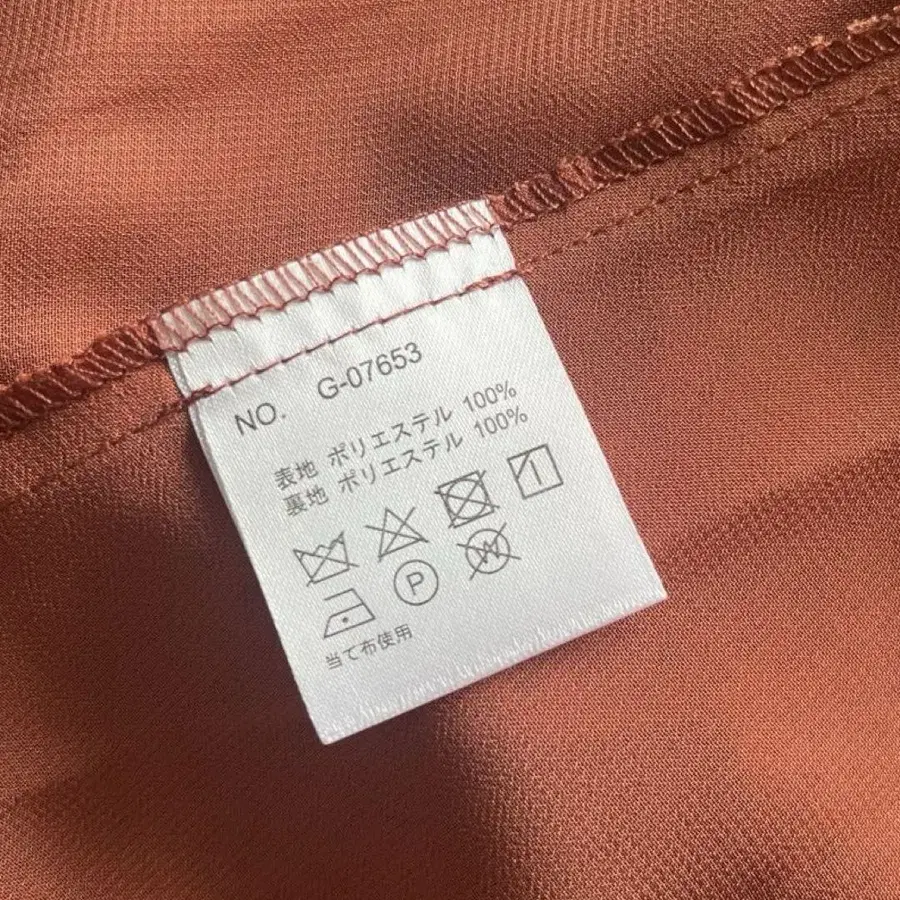 NO. G-07653
表地 ポリエステル 100%
裏地 ポリエステル 100%
P
W
当て布使用